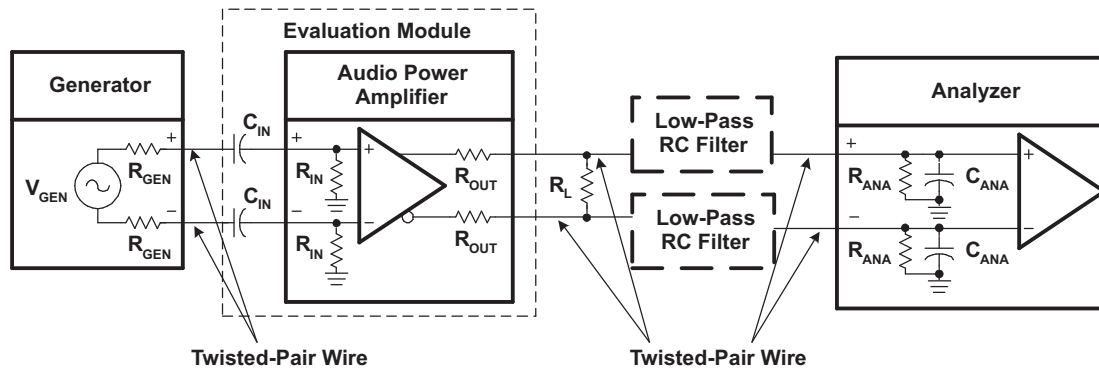 Evaluation Module
Generator
Audio Power
Amplifier
Analyzer
Low-Pass
RC Filter
Low-Pass
RC Filter
V_GEN
R_GEN
R_GEN
+
−
C_IN
C_IN
+
−
R_IN
R_IN
+
−
R_OUT
R_OUT
R_L
+
−
R_ANA
C_ANA
R_ANA
C_ANA
+
−
Twisted-Pair Wire
Twisted-Pair Wire